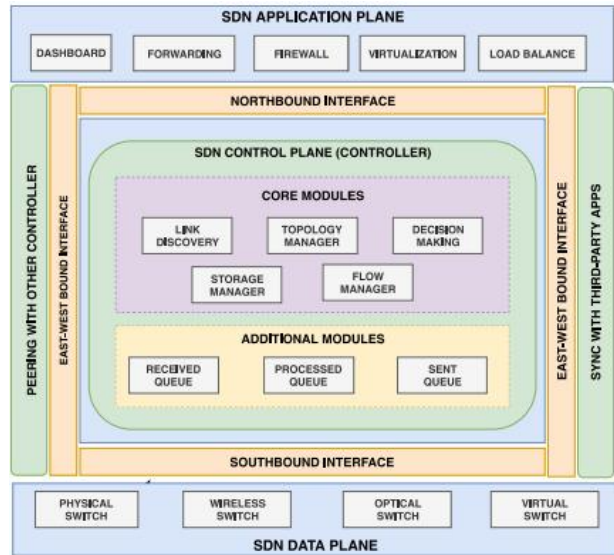 SDN APPLICATION PLANE
DASHBOARD
FORWARDING
FIREWALL
VIRTUALIZATION
LOAD BALANCE
NORTHBOUND INTERFACE
PEERING WITH OTHER CONTROLLER
EAST-WEST BOUND INTERFACE
SDN CONTROL PLANE (CONTROLLER)
CORE MODULES
LINK
DISCOVERY
TOPOLOGY
MANAGER
DECISION
MAKING
STORAGE
MANAGER
FLOW
MANAGER
ADDITIONAL MODULES
RECEIVED
QUEUE
PROCESSED
QUEUE
SENT
QUEUE
EAST-WEST BOUND INTERFACE
SYNC WITH THIRD-PARTY APPS
SOUTHBOUND INTERFACE
PHYSICAL
SWITCH
WIRELESS
SWITCH
OPTICAL
SWITCH
VIRTUAL
SWITCH
SDN DATA PLANE